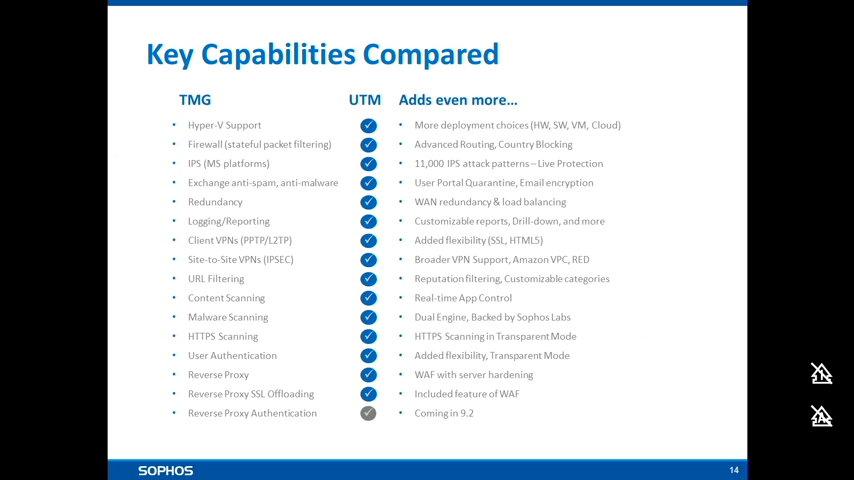 Key Capabilities Compared
TMG UTM Adds even more...
• Hyper-V Support • More deployment choices (HW, SW, VM, Cloud)
• Firewall (stateful packet filtering) • Advanced Routing, Country Blocking
• IPS (MS platforms) • 11,000 IPS attack patterns – Live Protection
• Exchange anti-spam, anti-malware • User Portal Quarantine, Email encryption
• Redundancy • WAN redundancy & load balancing
• Logging/Reporting • Customizable reports, Drill-down, and more
• Client VPNs (PPTP/L2TP) • Added flexibility (SSL, HTML5)
• Site-to-Site VPNs (IPSEC) • Broader VPN Support, Amazon VPC, RED
• URL Filtering • Reputation filtering, Customizable categories
• Content Scanning • Real-time App Control
• Malware Scanning • Dual Engine, Backed by Sophos Labs
• HTTPS Scanning • HTTPS Scanning in Transparent Mode
• User Authentication • Added flexibility, Transparent Mode
• Reverse Proxy • WAF with server hardening
• Reverse Proxy SSL Offloading • Included feature of WAF
• Reverse Proxy Authentication • Coming in 9.2
SOPHOS 14